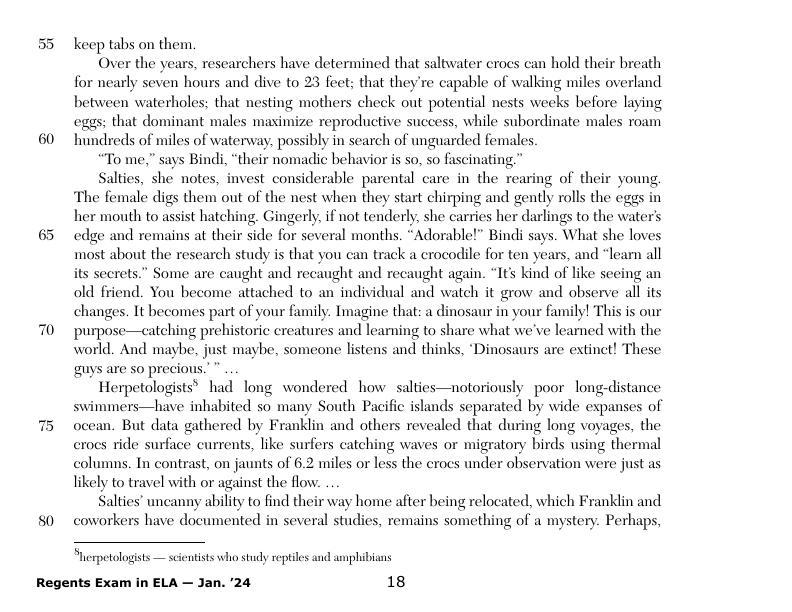 55 keep tabs on them.
Over the years, researchers have determined that saltwater crocs can hold their breath
for nearly seven hours and dive to 23 feet; that they're capable of walking miles overland
between waterholes; that nesting mothers check out potential nests weeks before laying
eggs; that dominant males maximize reproductive success, while subordinate males roam
60 hundreds of miles of waterway, possibly in search of unguarded females.
“To me,” says Bindi, “their nomadic behavior is so, so fascinating.”
Salties, she notes, invest considerable parental care in the rearing of their young.
The female digs them out of the nest when they start chirping and gently rolls the eggs in
her mouth to assist hatching. Gingerly, if not tenderly, she carries her darlings to the water's
65 edge and remains at their side for several months. “Adorable!” Bindi says. What she loves
most about the research study is that you can track a crocodile for ten years, and “learn all
its secrets.” Some are caught and recaught and recaught again. “It's kind of like seeing an
old friend. You become attached to an individual and watch it grow and observe all its
changes. It becomes part of your family. Imagine that: a dinosaur in your family! This is our
70 purpose—catching prehistoric creatures and learning to share what we've learned with the
world. And maybe, just maybe, someone listens and thinks, ‘Dinosaurs are extinct! These
guys are so precious.’ ” …
Herpetologists⁸ had long wondered how salties—notoriously poor long-distance
swimmers—have inhabited so many South Pacific islands separated by wide expanses of
75 ocean. But data gathered by Franklin and others revealed that during long voyages, the
crocs ride surface currents, like surfers catching waves or migratory birds using thermal
columns. In contrast, on jaunts of 6.2 miles or less the crocs under observation were just as
likely to travel with or against the flow. …
Salties' uncanny ability to find their way home after being relocated, which Franklin and
80 coworkers have documented in several studies, remains something of a mystery. Perhaps,
⁸herpetologists — scientists who study reptiles and amphibians
Regents Exam in ELA — Jan. ’24 18